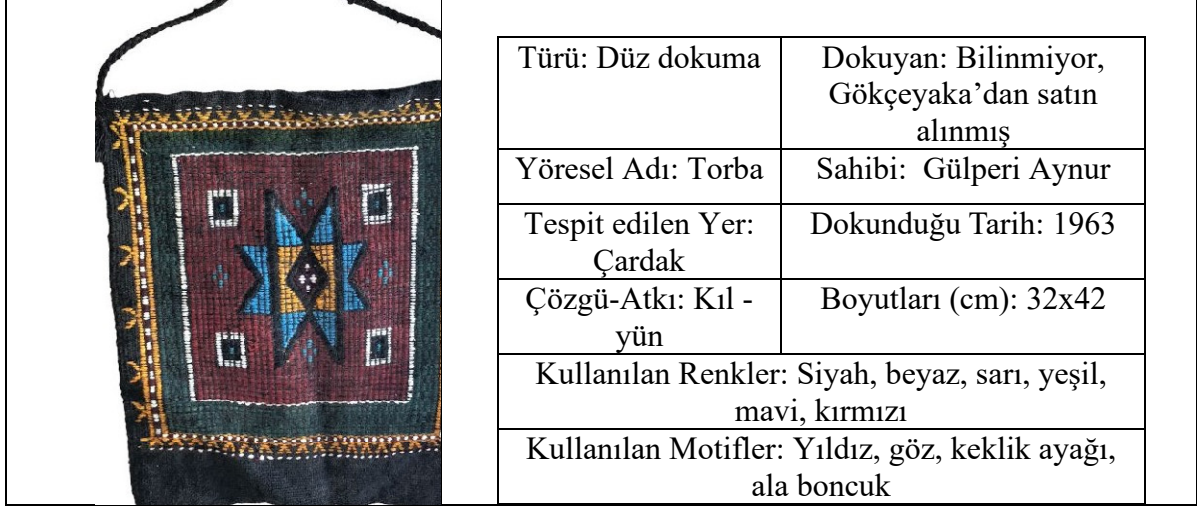 Türü: Düz dokuma
Dokuyan: Bilinmiyor,
Gökçeyaka’dan satın
alınmış
Yöresel Adı: Torba
Sahibi: Gülperi Aynur
Tespit edilen Yer:
Çardak
Dokunduğu Tarih: 1963
Çözgü-Atkı: Kıl -
yün
Boyutları (cm): 32x42
Kullanılan Renkler: Siyah, beyaz, sarı, yeşil,
mavi, kırmızı
Kullanılan Motifler: Yıldız, göz, keklik ayağı,
ala boncuk